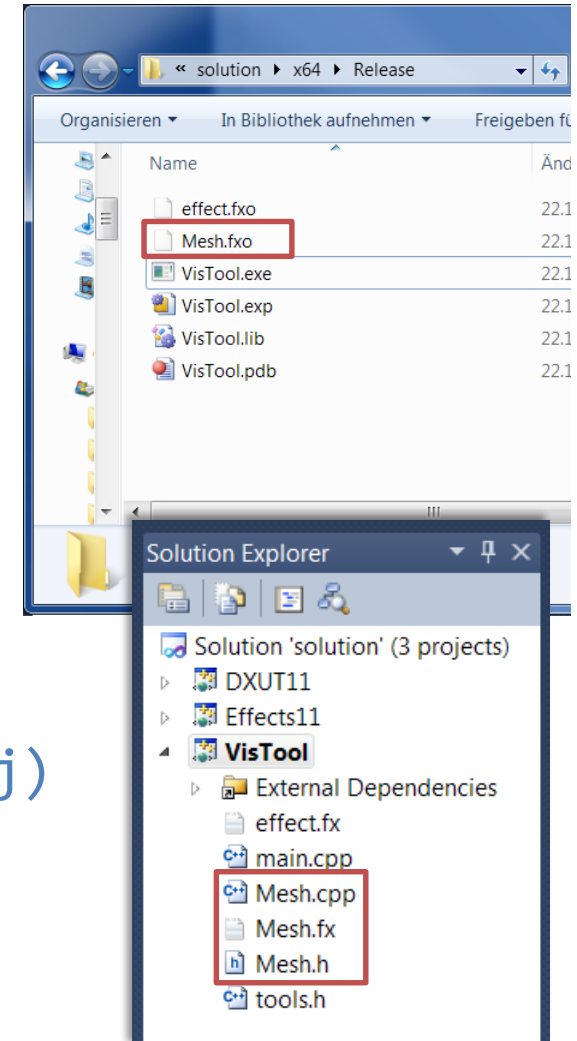 « solution ▸ x64 ▸ Release
Organisieren In Bibliothek aufnehmen Freigeben fü
Name Änd
effect.fxo 22.1
Mesh.fxo 22.1
VisTool.exe 22.1
VisTool.exp 22.1
VisTool.lib 22.1
VisTool.pdb 22.1
Solution Explorer
Solution 'solution' (3 projects)
DXUT11
Effects11
VisTool
External Dependencies
effect.fx
main.cpp
Mesh.cpp
Mesh.fx
Mesh.h
tools.h
j)